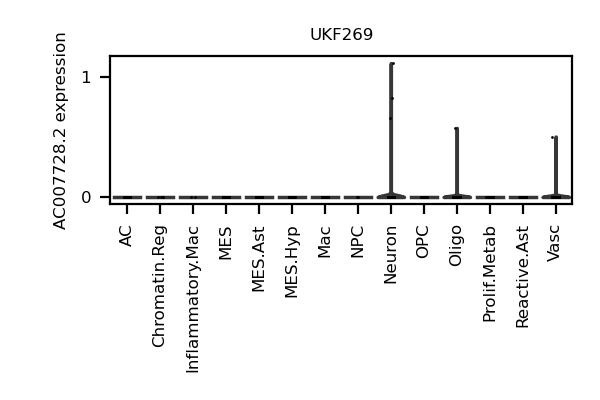 UKF269
AC007728.2 expression
1
0
AC
Chromatin.Reg
Inflammatory.Mac
MES
MES.Ast
MES.Hyp
Mac
NPC
Neuron
OPC
Oligo
Prolif.Metab
Reactive.Ast
Vasc